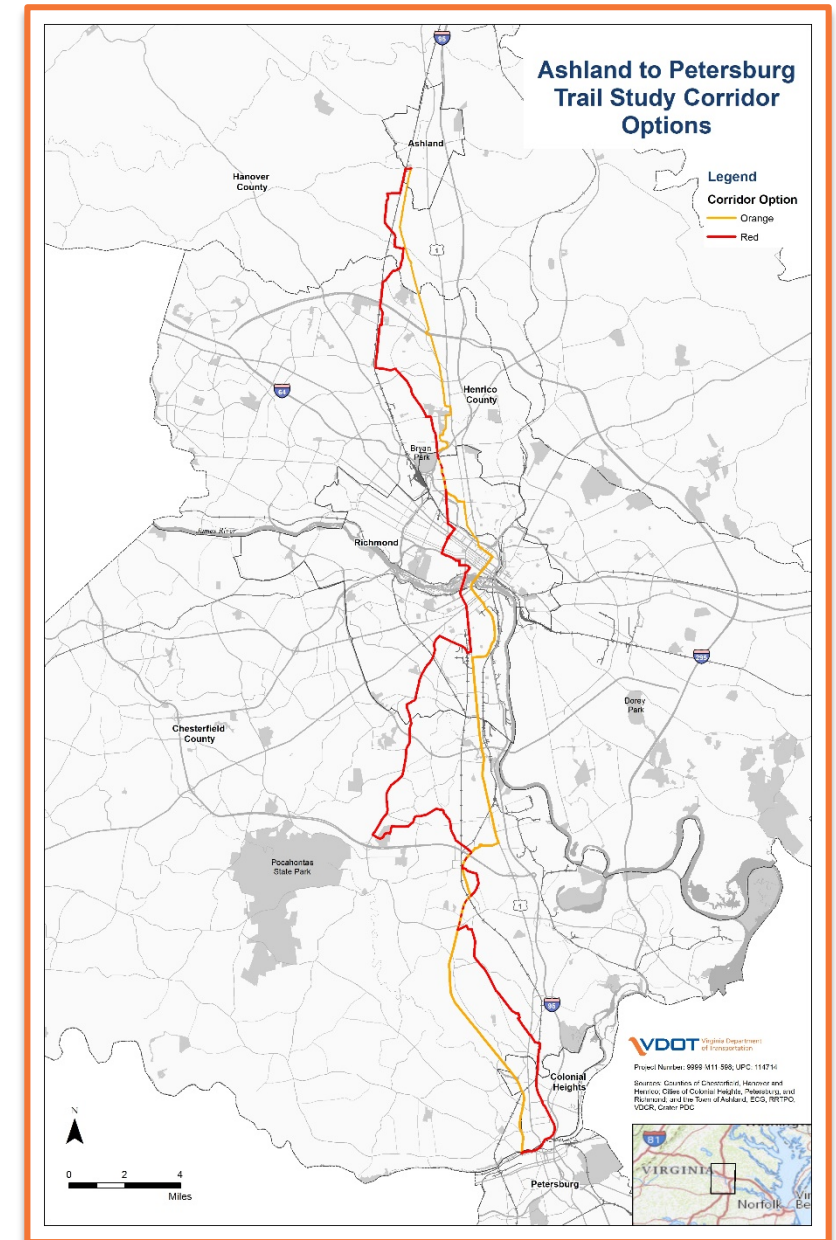 Ashland to Petersburg
Trail Study Corridor
Options
Legend
Corridor Option
Orange
Red
95
Ashland
Hanover
County
1
64
Henrico
County
Bryan
Park
James River
Richmond
295
Dorey
Park
Chesterfield
County
Pocahontas
State Park
1
95
Colonial
Heights
Petersburg
VDOT Virginia Department
of Transportation
Project Number: 9999-M11-598; UPC: 114714
Sources: Counties of Chesterfield, Hanover and
Henrico; Cities of Colonial Heights, Petersburg, and
Richmond; and the Town of Ashland, ECG, RRTPO,
VDCR, Crater PDC
N
0 2 4
Miles
81
VIRGINIA
Norfolk
Vir
Be